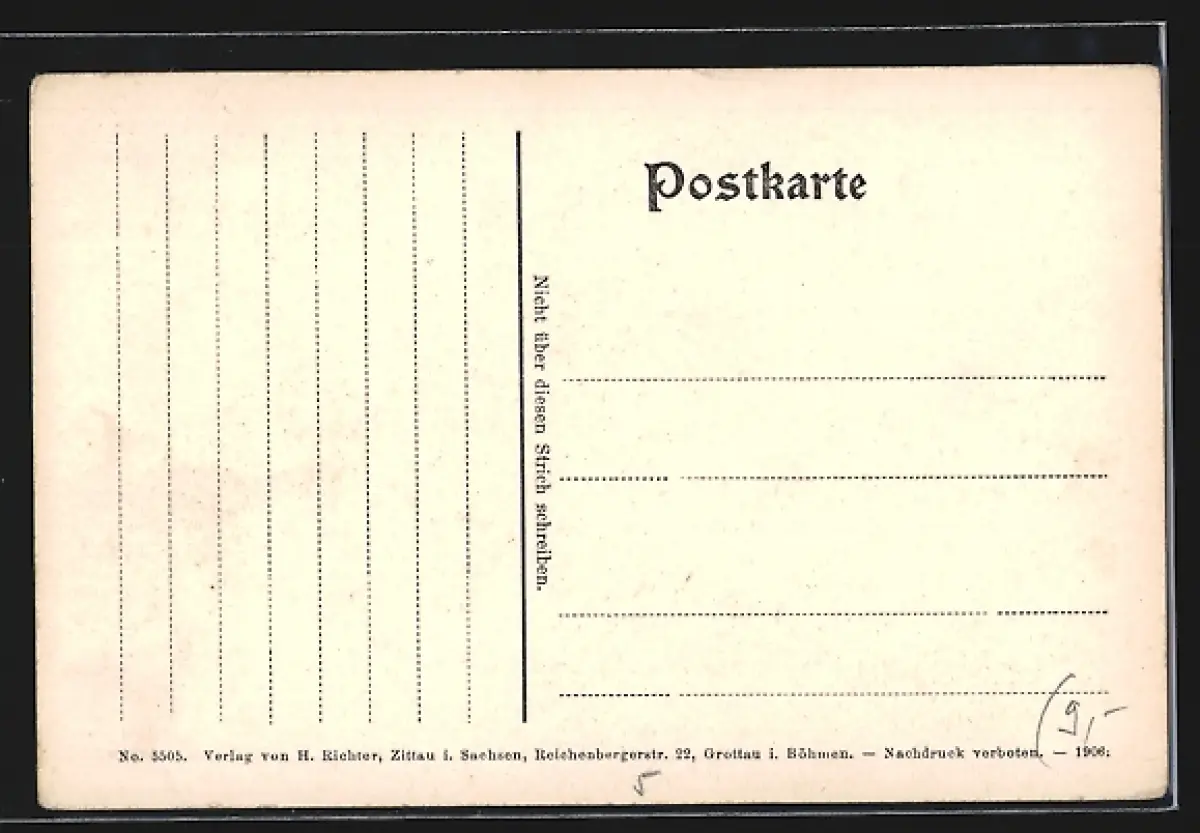 Postkarte
Nicht über diesen Strich schreiben.
9,-
No. 5505. Verlag von H. Richter, Zittau i. Sachsen, Reichenbergerstr. 22, Grottau i. Böhmen. — Nachdruck verboten. — 1906.
5